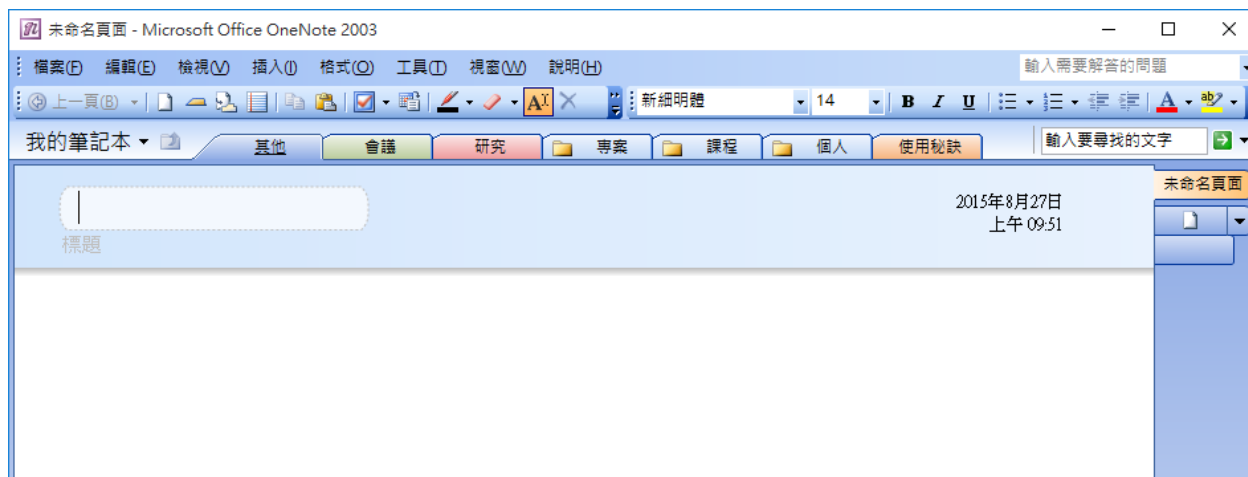 未命名頁面 - Microsoft Office OneNote 2003
檔案(F) 編輯(E) 檢視(V) 插入(I) 格式(O) 工具(T) 視窗(W) 說明(H) 輸入需要解答的問題
上一頁(B) 新細明體 14 B I U A ab
我的筆記本 其他 會議 研究 專案 課程 個人 使用秘訣 輸入要尋找的文字
未命名頁面
2015年8月27日
上午 09:51
標題